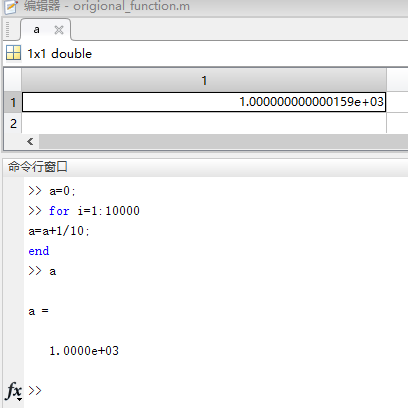 编辑器 - origional_function.m
a
1x1 double
1
1 1.000000000000159e+03
2
命令行窗口
>> a=0;
>> for i=1:10000
a=a+1/10;
end
>> a
a =
1.0000e+03
fx >>